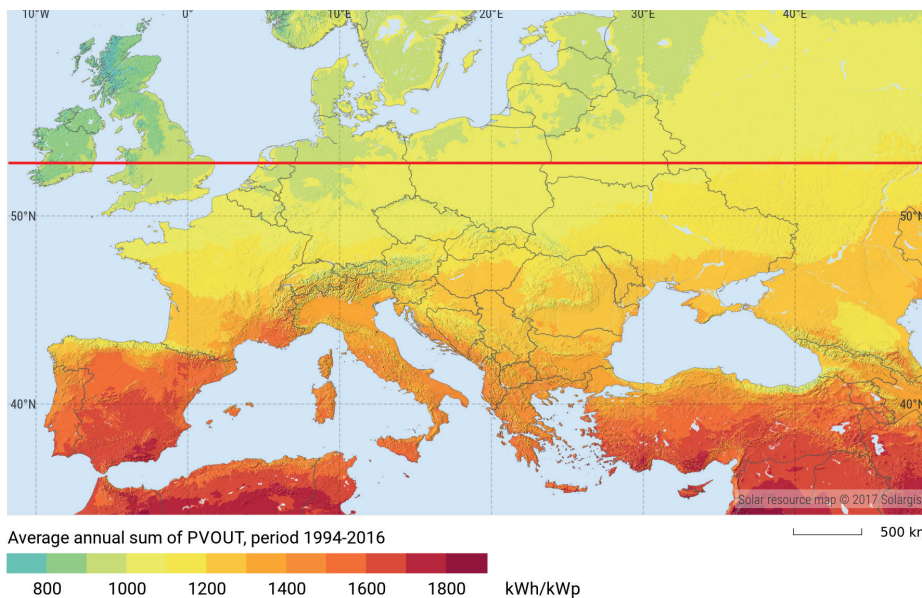 10°W 0° 10°E 20°E 30°E 40°E
50°N 50°N
40°N 40°N
Solar resource map © 2017 Solargis
Average annual sum of PVOUT, period 1994-2016
500 km
800 1000 1200 1400 1600 1800 kWh/kWp